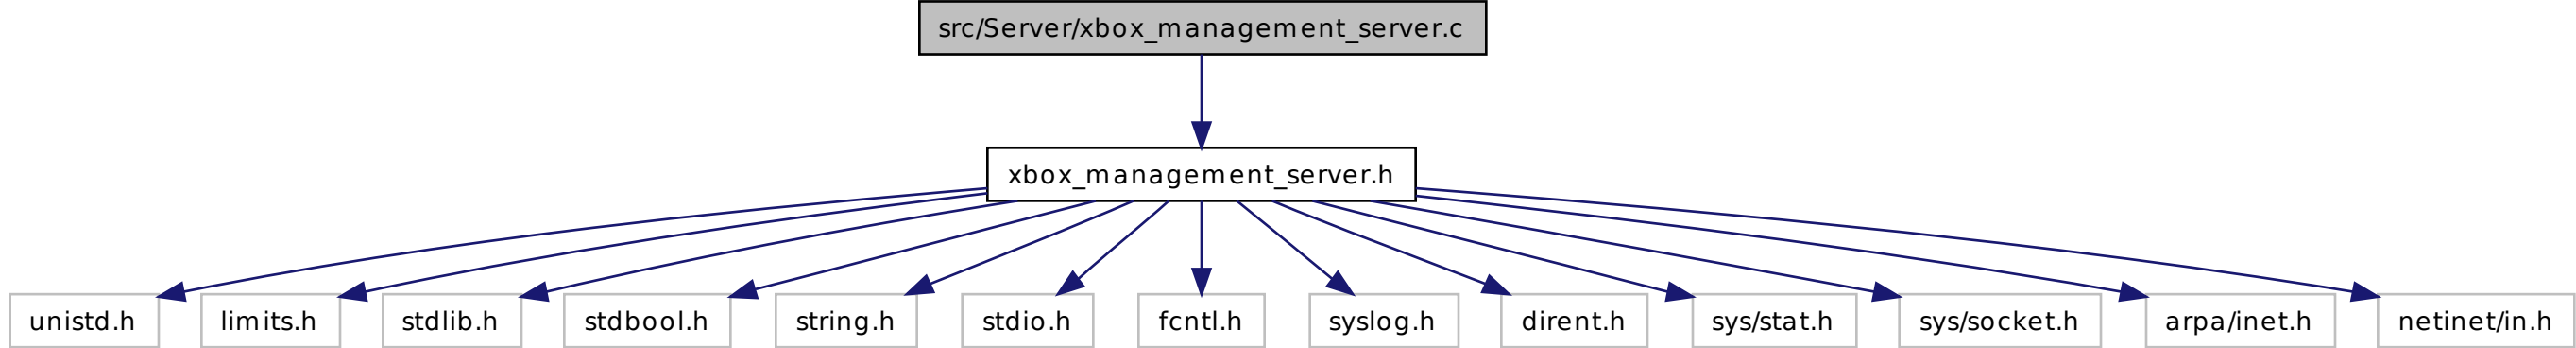 src/Server/xbox_management_server.c
xbox_management_server.h
unistd.h
limits.h
stdlib.h
stdbool.h
string.h
stdio.h
fcntl.h
syslog.h
dirent.h
sys/stat.h
sys/socket.h
arpa/inet.h
netinet/in.h